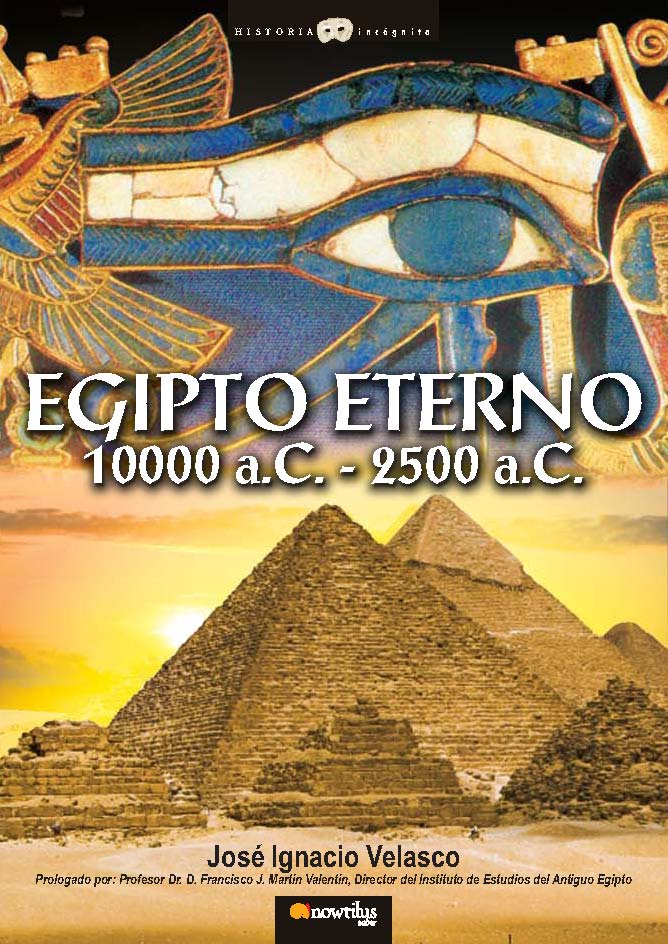 HISTORIA incógnita
EGIPTO ETERNO
10000 a.C. - 2500 a.C.
José Ignacio Velasco
Prologado por: Profesor Dr. D. Francisco J. Martín Valentín, Director del Instituto de Estudios del Antiguo Egipto
nowtilus
saber